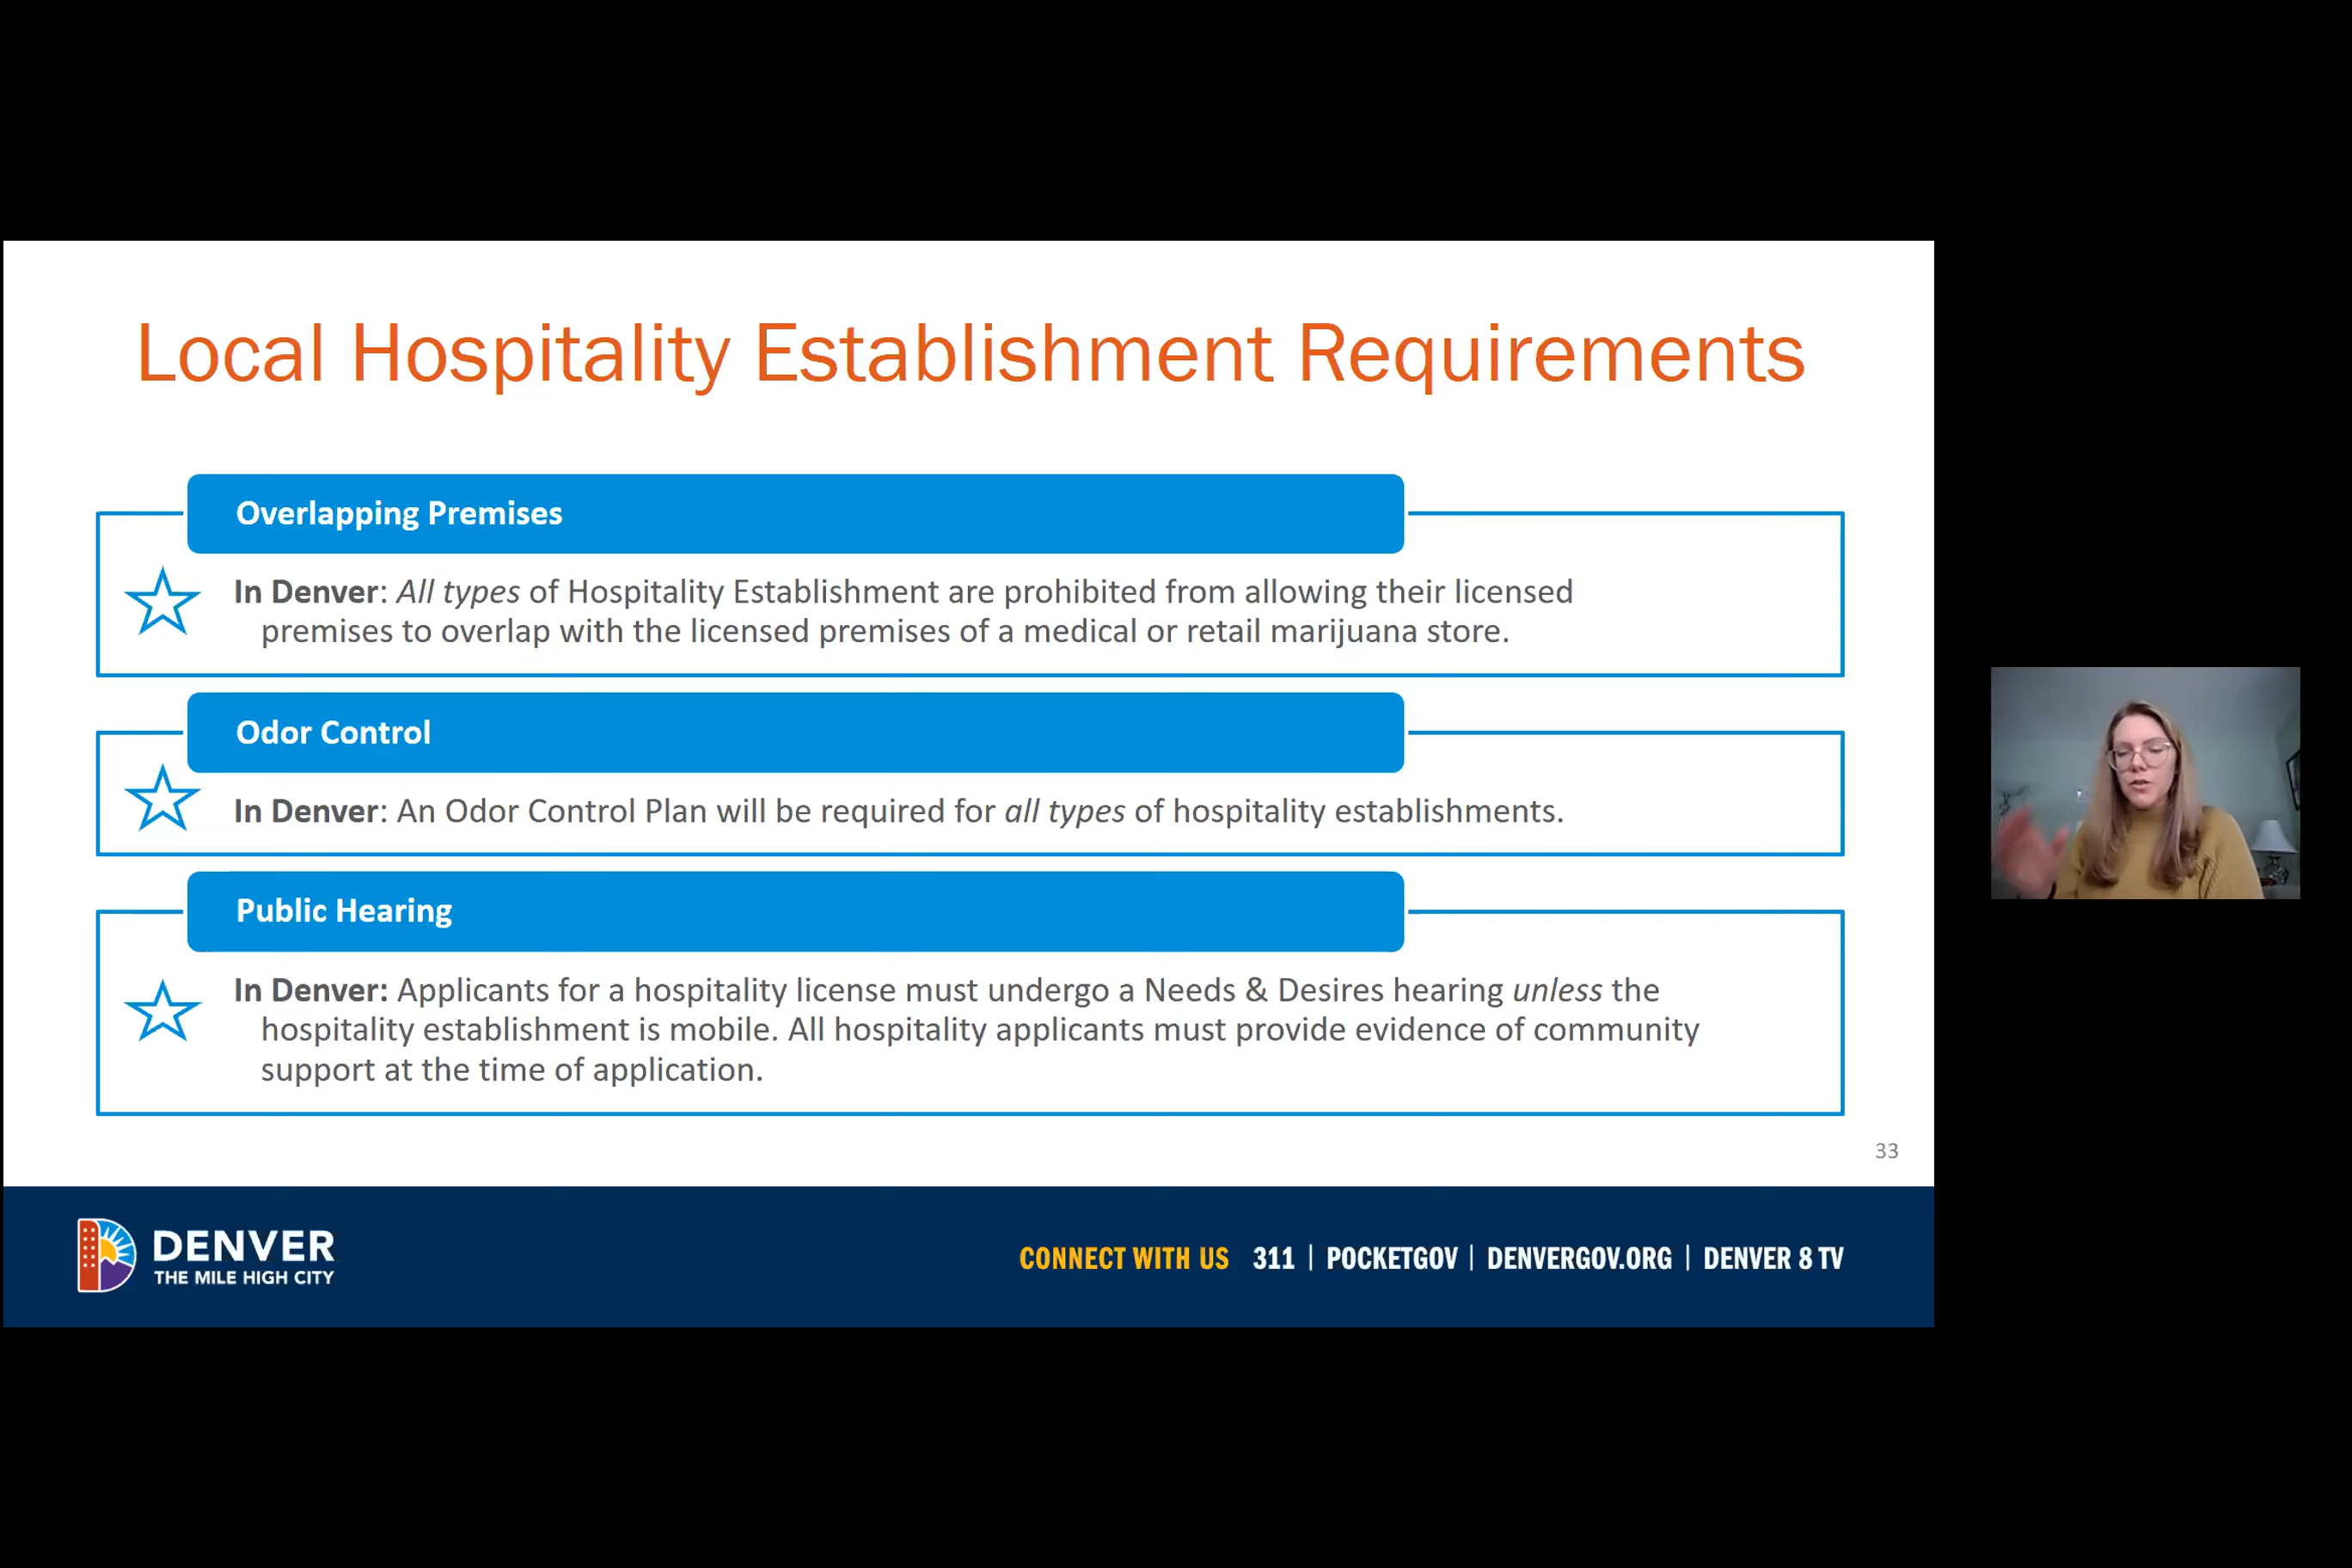 Local Hospitality Establishment Requirements
Overlapping Premises
In Denver: All types of Hospitality Establishment are prohibited from allowing their licensed
premises to overlap with the licensed premises of a medical or retail marijuana store.
Odor Control
In Denver: An Odor Control Plan will be required for all types of hospitality establishments.
Public Hearing
In Denver: Applicants for a hospitality license must undergo a Needs & Desires hearing unless the
hospitality establishment is mobile. All hospitality applicants must provide evidence of community
support at the time of application.
33
DENVER
THE MILE HIGH CITY
CONNECT WITH US 311 | POCKETGOV | DENVERGOV.ORG | DENVER 8 TV